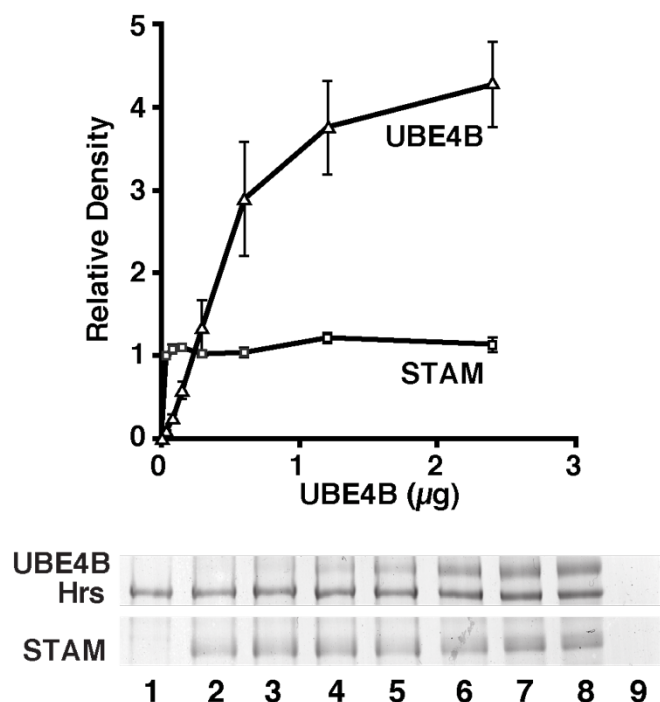 5
4
3
2
1
0
Relative Density
UBE4B
STAM
0 1 2 3
UBE4B (μg)
UBE4B
Hrs
STAM
1 2 3 4 5 6 7 8 9